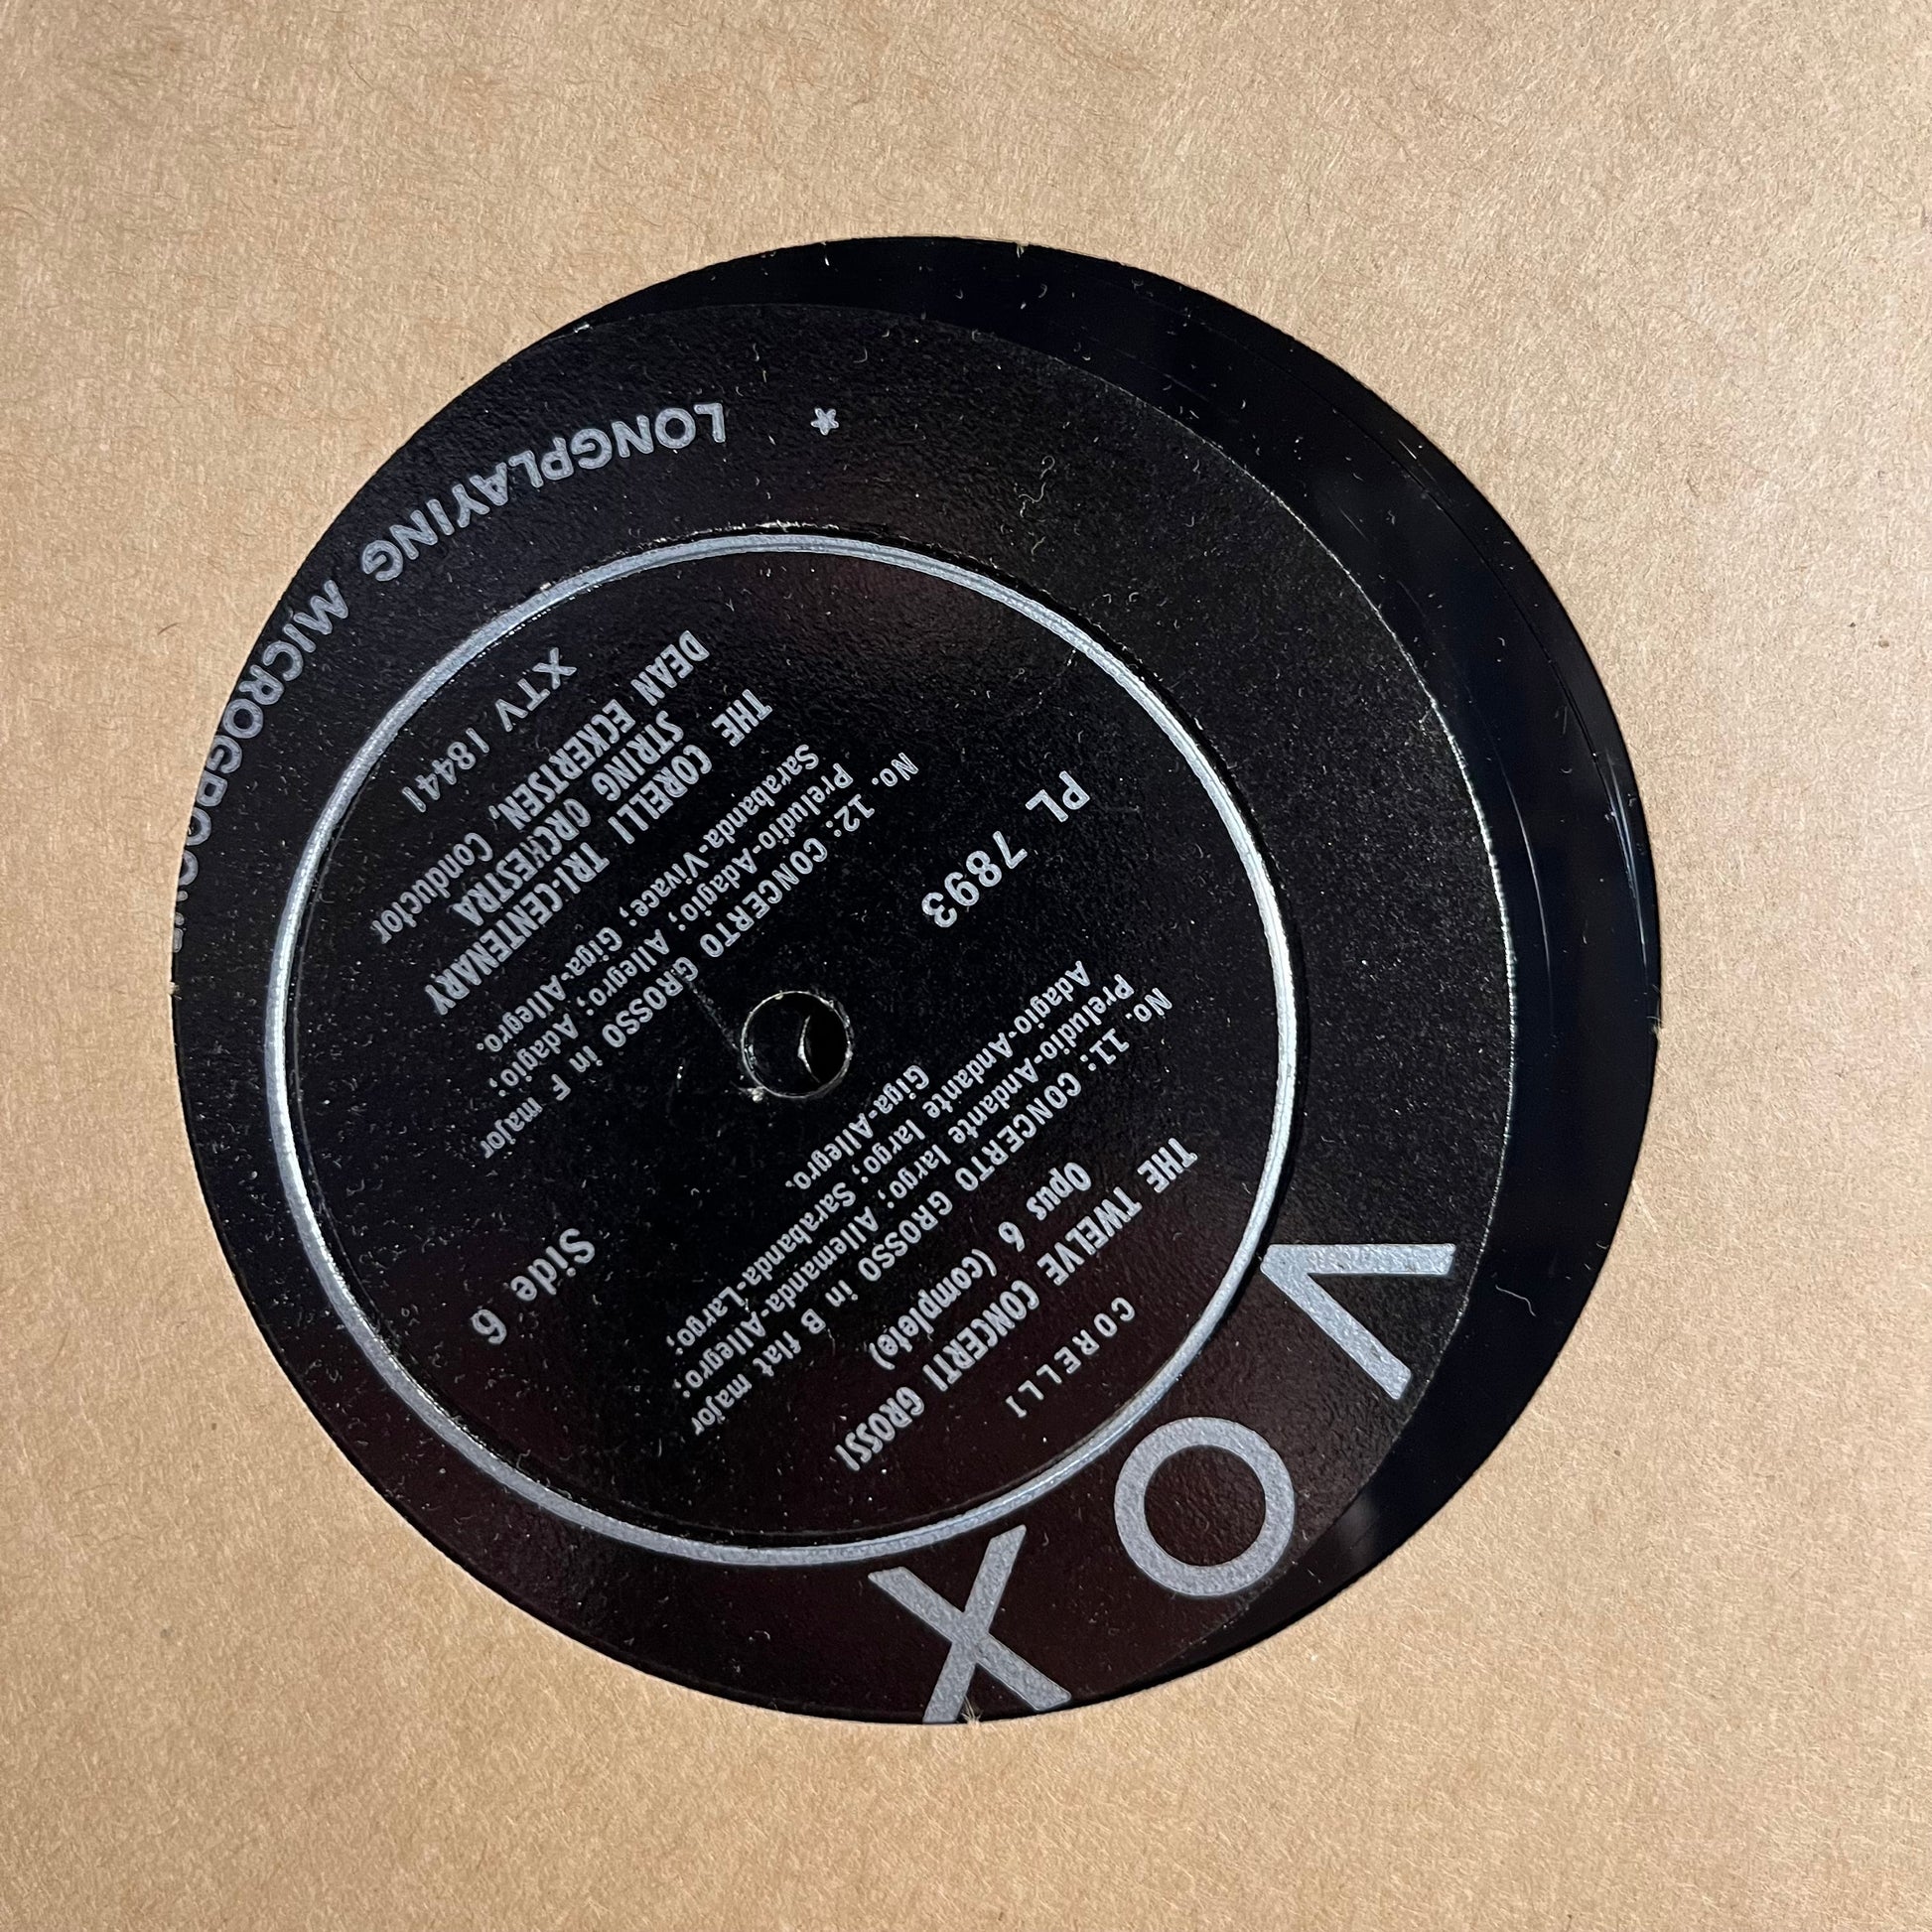 VOX
CORELLI
THE TWELVE CONCERTI GROSSI
Opus 6 (complete)
No. 11: CONCERTO GROSSO in B flat major
Preludio-Andante largo; Allemanda-Allegro;
Adagio-Andante largo; Sarabanda-Largo;
Giga-Allegro.
PL 7893
Side 6
No. 12: CONCERTO GROSSO in F major
Preludio-Adagio; Allegro; Adagio;
Sarabanda-Vivace; Giga-Allegro.
THE CORELLI TRI-CENTENARY
STRING ORCHESTRA
DEAN ECKERTSEN, Conductor
XTV 18441
LONGPLAYING MICROGROOVE